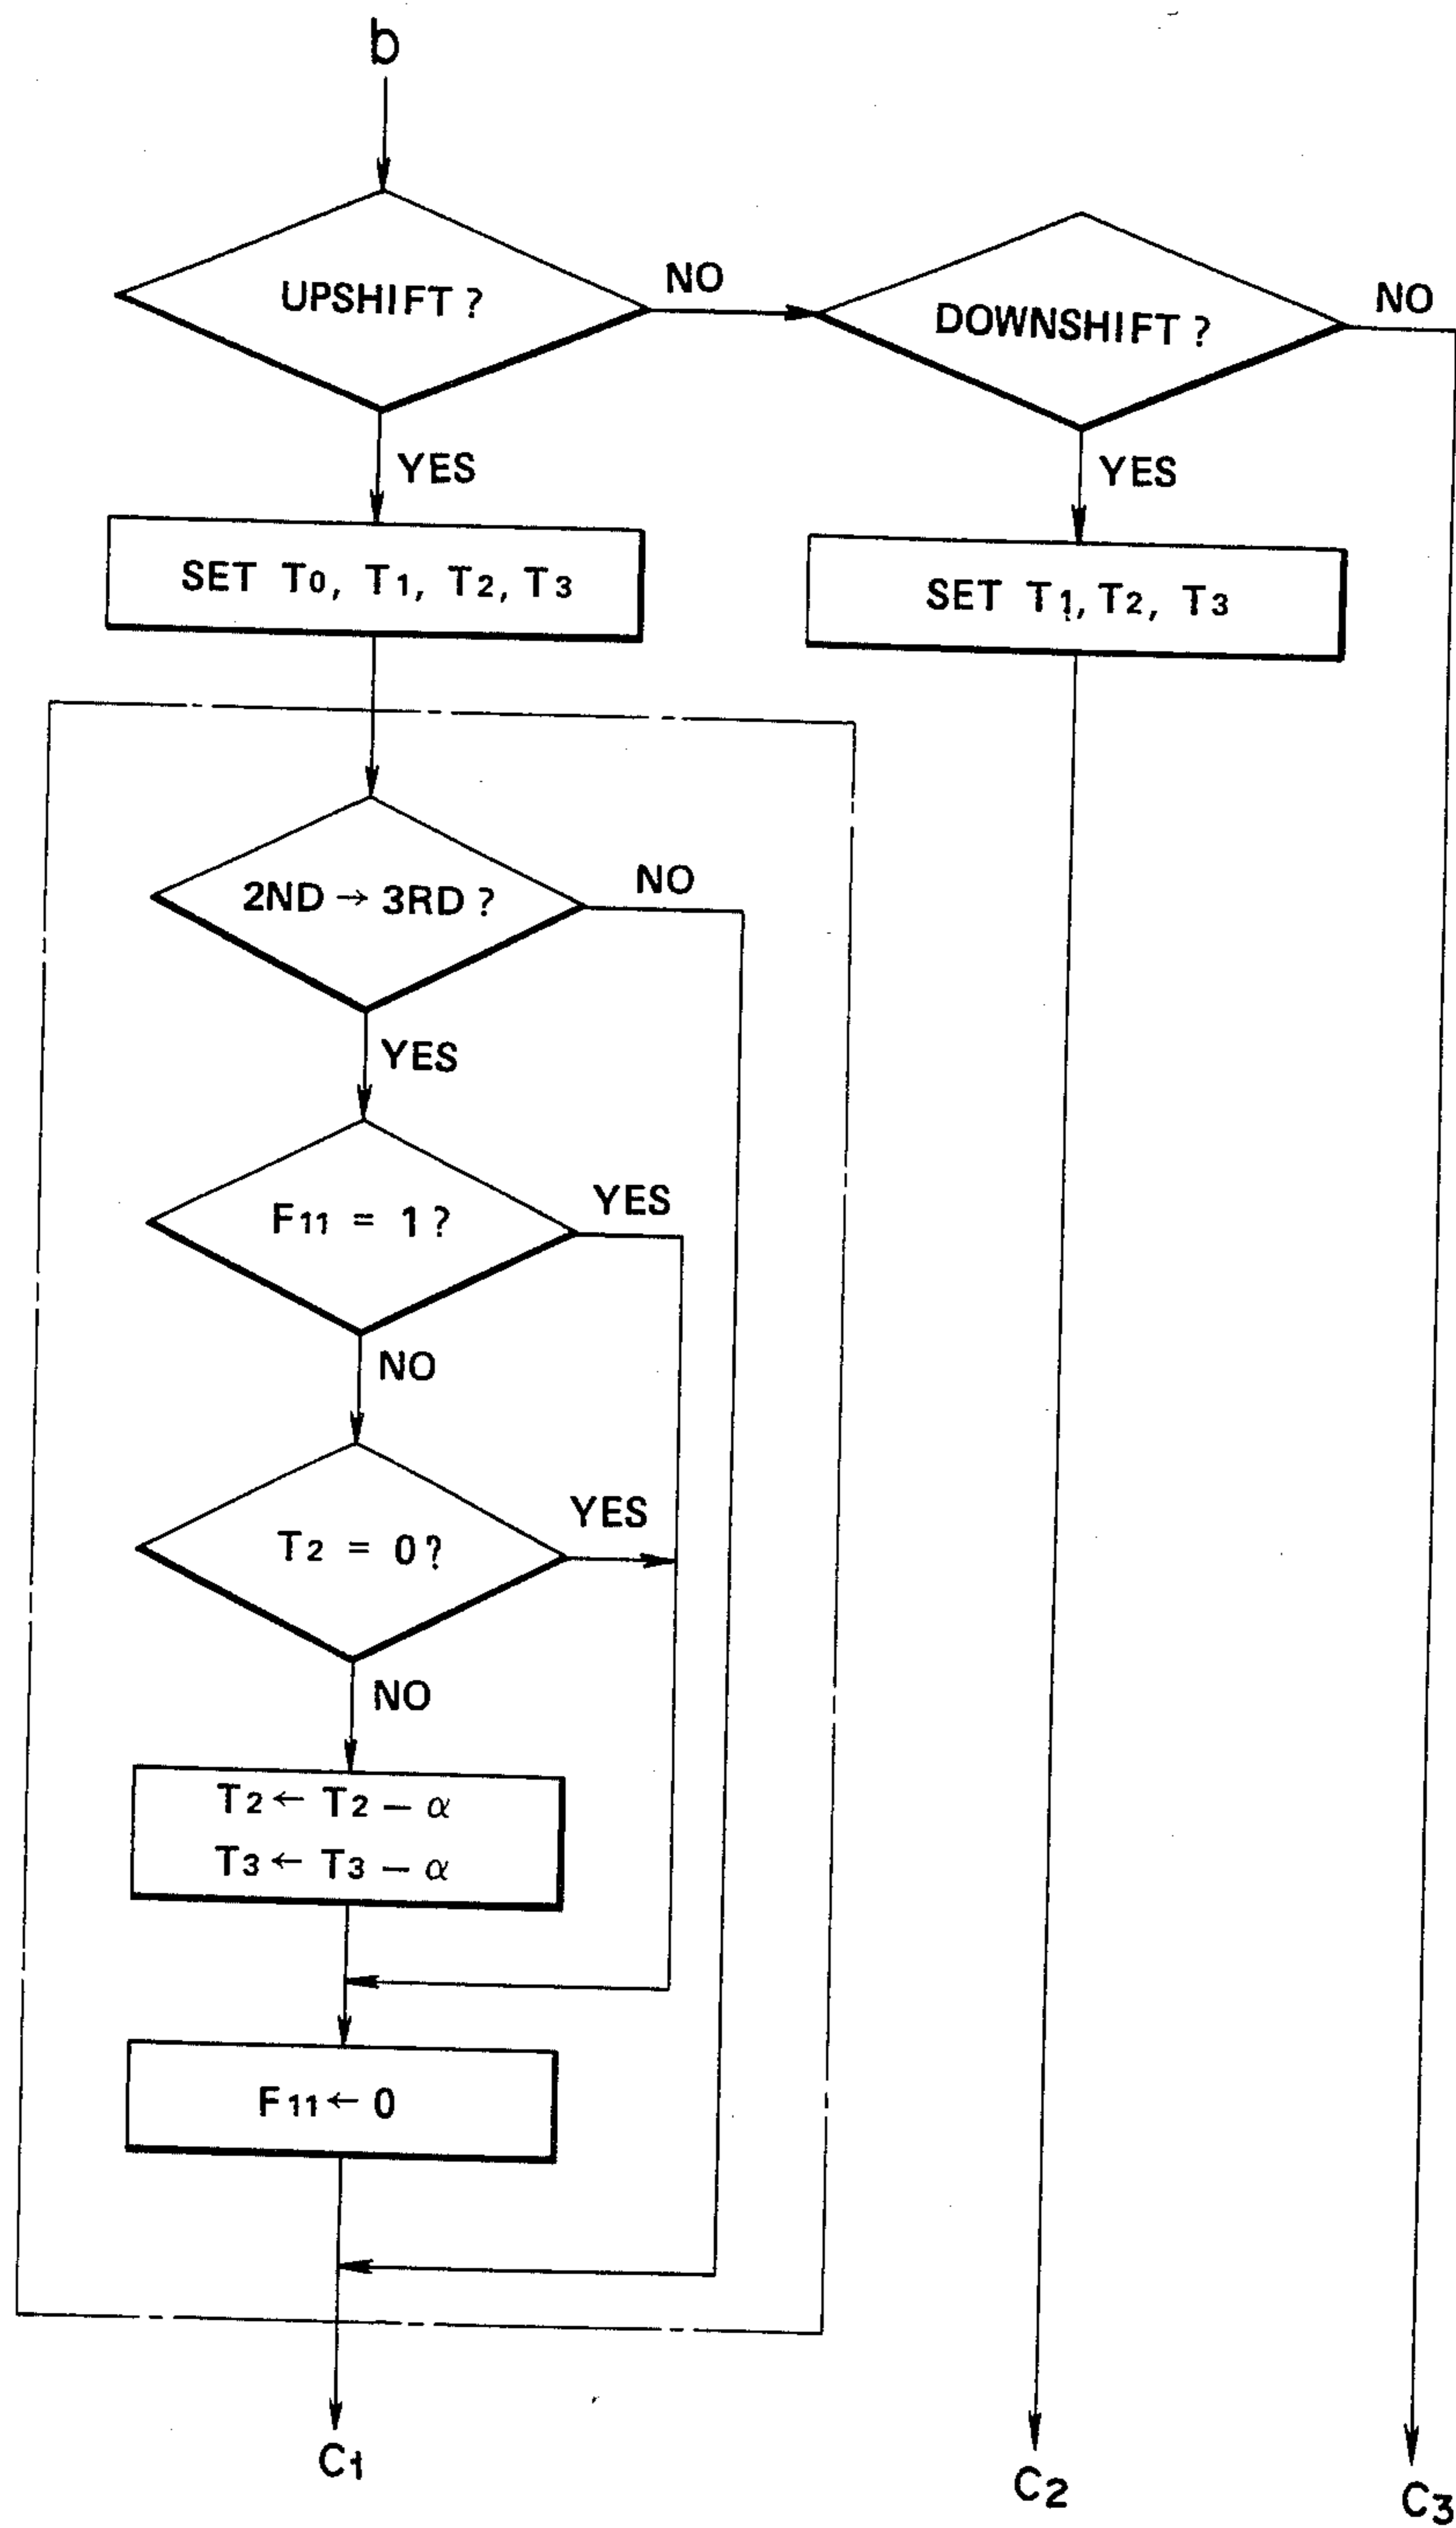 b
UPSHIFT ?
NO
DOWNSHIFT ?
NO
YES
YES
SET T0, T1, T2, T3
SET T1, T2, T3
2ND → 3RD ?
NO
YES
F11 = 1 ?
YES
NO
T2 = 0 ?
YES
NO
T2 ← T2 − α
T3 ← T3 − α
F11 ← 0
C1
C2
C3